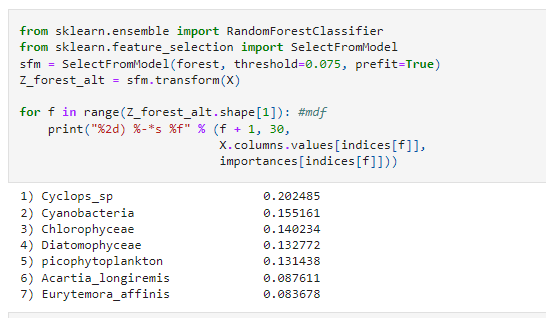 from sklearn.ensemble import RandomForestClassifier
from sklearn.feature_selection import SelectFromModel
sfm = SelectFromModel(forest, threshold=0.075, prefit=True)
Z_forest_alt = sfm.transform(X)

for f in range(Z_forest_alt.shape[1]): #mdf
    print("%2d) %-*s %f" % (f + 1, 30,
                            X.columns.values[indices[f]],
                            importances[indices[f]]))

1) Cyclops_sp                     0.202485
2) Cyanobacteria                  0.155161
3) Chlorophyceae                  0.140234
4) Diatomophyceae                 0.132772
5) picophytoplankton              0.131438
6) Acartia_longiremis             0.087611
7) Eurytemora_affinis             0.083678